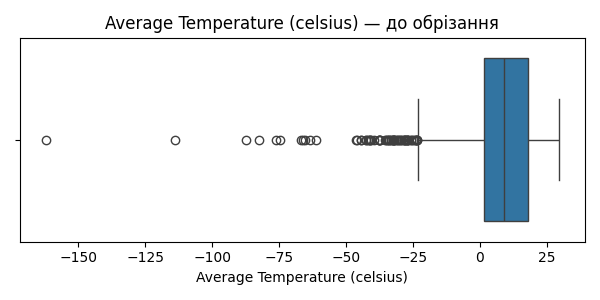 Average Temperature (celsius) — до обрізання
−150 −125 −100 −75 −50 −25 0 25
Average Temperature (celsius)